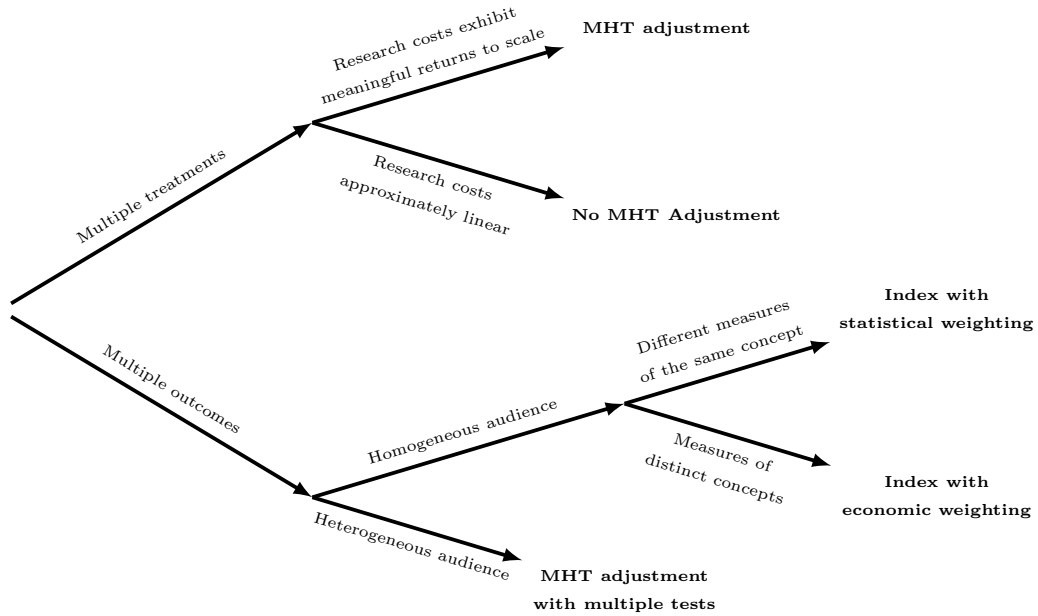 Research costs exhibit
meaningful returns to scale
MHT adjustment
Multiple treatments
Research costs
approximately linear
No MHT Adjustment
Multiple outcomes
Homogeneous audience
Different measures
of the same concept
Index with
statistical weighting
Measures of
distinct concepts
Index with
economic weighting
Heterogeneous audience
MHT adjustment
with multiple tests